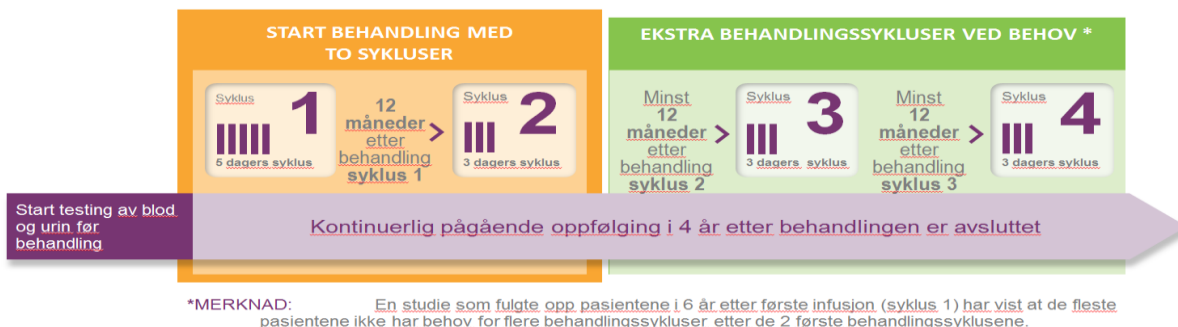 START BEHANDLING MED
TO SYKLUSER
Syklus
1
5 dagers syklus
12
måneder
etter
behandling
syklus 1
>
Syklus
2
3 dagers syklus
EKSTRA BEHANDLINGSSYKLUSER VED BEHOV *
Minst
12
måneder
etter
behandling
syklus 2
>
Syklus
3
3 dagers syklus
Minst
12
måneder
etter
behandling
syklus 3
>
Syklus
4
3 dagers syklus
Start testing av blod
og urin før
behandling
Kontinuerlig pågående oppfølging i 4 år etter behandlingen er avsluttet
*MERKNAD: En studie som fulgte opp pasientene i 6 år etter første infusjon (syklus 1) har vist at de fleste
pasientene ikke har behov for flere behandlingssykluser etter de 2 første behandlingssyklusene.